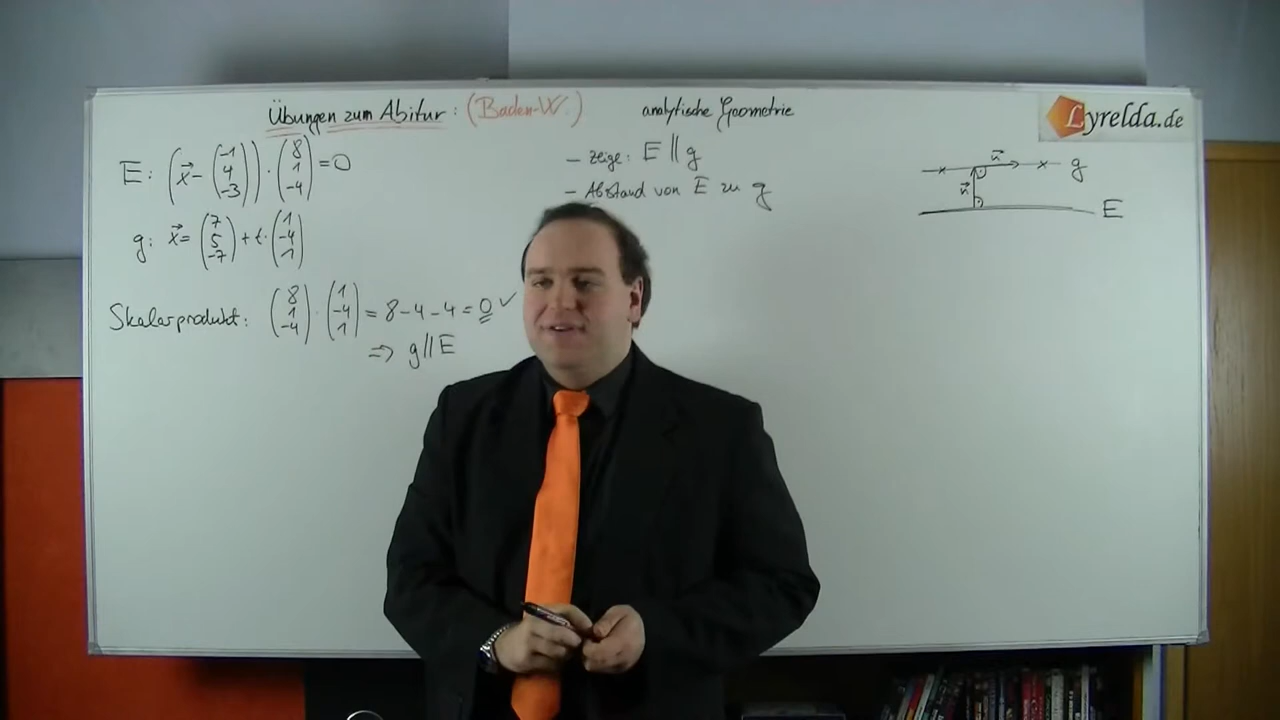 Übungen zum Abitur: (Baden-W.) analytische Geometrie
Lyrelda.de
E: (x⃗ - (-1 4 -3)) · (8 1 -4) = 0
- zeige: E || g
- Abstand von E zu g
g: x⃗ = (7 5 -7) + t · (1 -4 1)
Skalarprodukt: (8 1 -4) · (1 -4 1) = 8 - 4 - 4 = 0 ✓
⇒ g || E
u⃗ g
n⃗
E